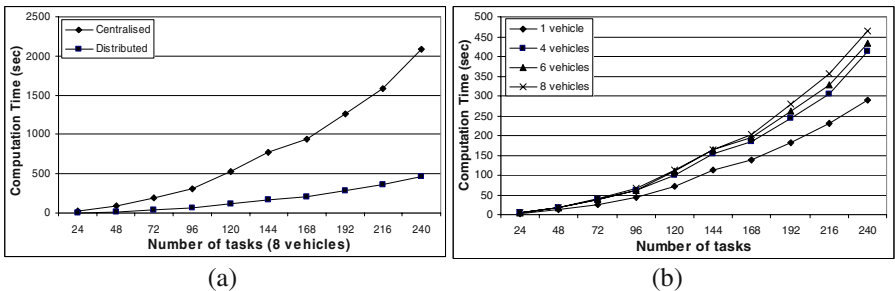 2500
2000
1500
1000
500
0
Computation Time (sec)
Centralised
Distributed
24 48 72 96 120 144 168 192 216 240
Number of tasks (8 vehicles)
(a)
500
450
400
350
300
250
200
150
100
50
0
Computation Time (sec)
1 vehicle
4 vehicles
6 vehicles
8 vehicles
24 48 72 96 120 144 168 192 216 240
Number of tasks
(b)